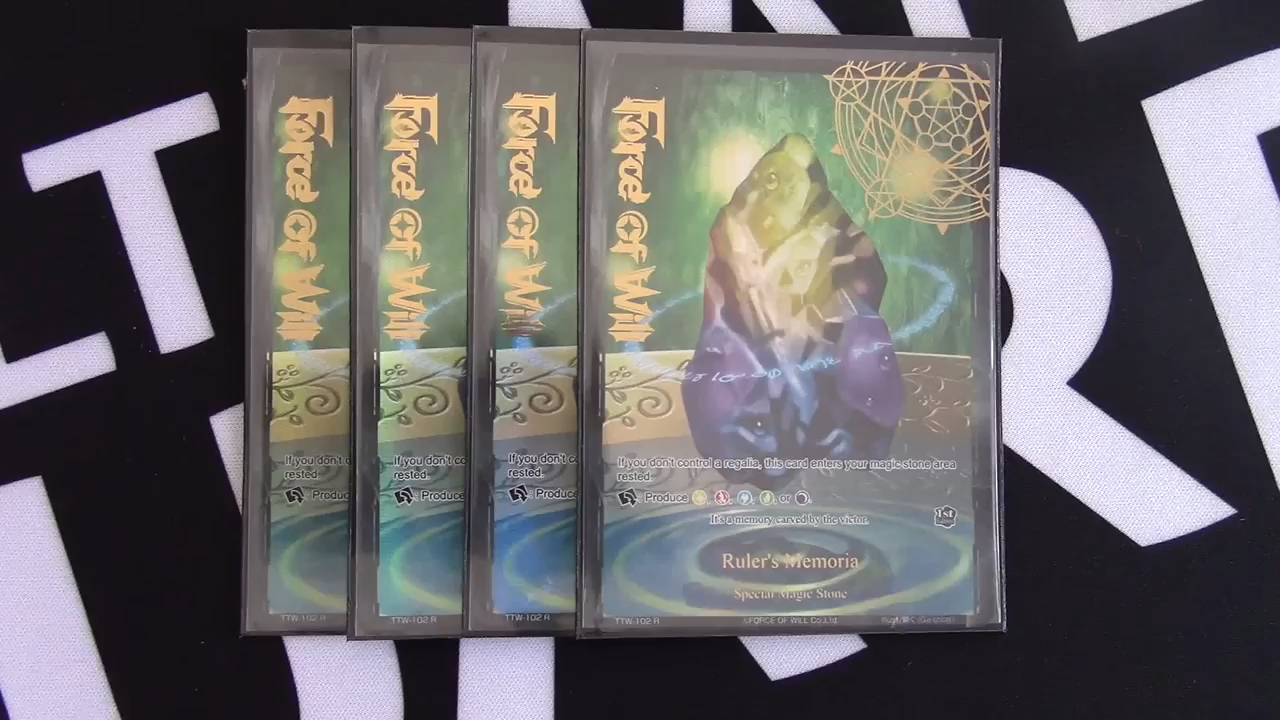 Force of Will
Force of Will
Force of Will
Force of Will
If you don't c
rested.
Produc
If you don't co
rested.
Produce
If you don't c
rested.
Produce
If you don't control a regalia, this card enters your magic stone area
rested.
Produce , , , , or .
It's a memory carved by the victor.
1st
Ruler's Memoria
Special Magic Stone
TTW-102 R
TTW-102 R
TTW-102 R
TTW-102 R
©FORCE OF WILL Co.,Ltd.